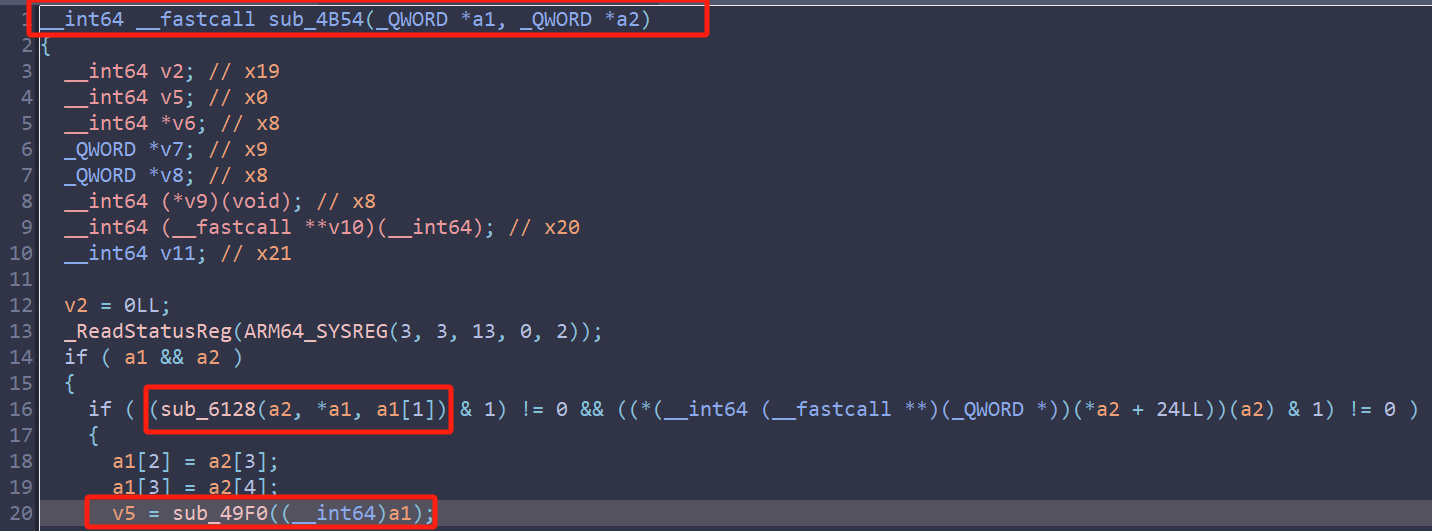 1 __int64 __fastcall sub_4B54(_QWORD *a1, _QWORD *a2)
2 {
3 __int64 v2; // x19
4 __int64 v5; // x0
5 __int64 *v6; // x8
6 _QWORD *v7; // x9
7 _QWORD *v8; // x8
8 __int64 (*v9)(void); // x8
9 __int64 (__fastcall **v10)(__int64); // x20
10 __int64 v11; // x21
11
12 v2 = 0LL;
13 _ReadStatusReg(ARM64_SYSREG(3, 3, 13, 0, 2));
14 if ( a1 && a2 )
15 {
16 if ( (sub_6128(a2, *a1, a1[1]) & 1) != 0 && ((*(__int64 (__fastcall **)(_QWORD *))(*a2 + 24LL))(a2) & 1) != 0 )
17 {
18 a1[2] = a2[3];
19 a1[3] = a2[4];
20 v5 = sub_49F0((__int64)a1);